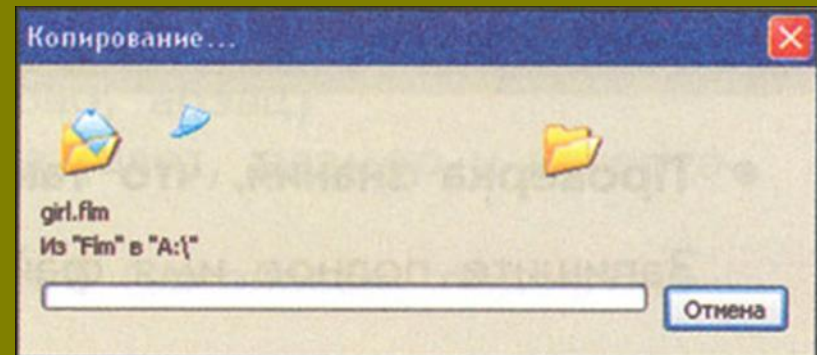 Копирование...
girl.flm
Из "Flm" в "A:\"
Отмена